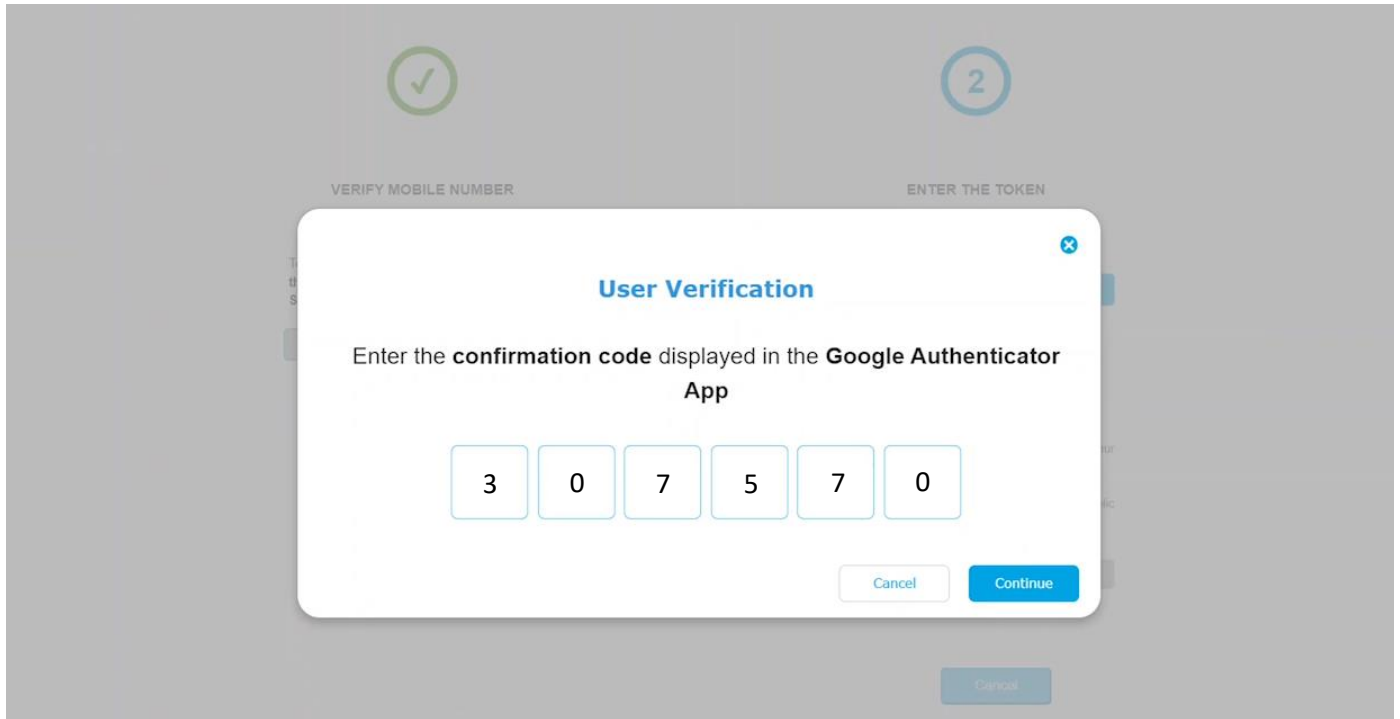 2
VERIFY MOBILE NUMBER
ENTER THE TOKEN
User Verification
Enter the confirmation code displayed in the Google Authenticator
App
3 0 7 5 7 0
Cancel
Continue
Cancel